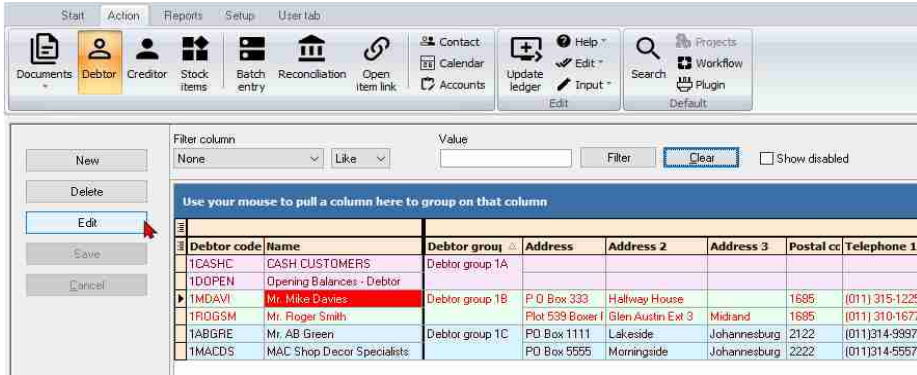 Start Action Reports Setup User tab
Documents Debtor Creditor Stock items Batch entry Reconciliation Open item link Contact Calendar Accounts Update ledger Help Edit Input Search Projects Workflow Plugin
Edit Default
Filter column Value
New None Like Filter Clear Show disabled
Delete
Use your mouse to pull a column here to group on that column
Edit
Debtor code Name Debtor group Address Address 2 Address 3 Postal cc Telephone 1
Save
1CASHC CASH CUSTOMERS Debtor group 1A
1DOPEN Opening Balances - Debtor
Cancel
1MDAVI Mr. Mike Davies Debtor group 1B P O Box 333 Halfway House 1685 (011) 315-1225
1ROGSM Mr. Roger Smith Plot 539 Boxer Glen Austin Ext 3 Midrand 1685 (011) 310-1677
1ABGRE Mr. AB Green Debtor group 1C PO Box 1111 Lakeside Johannesburg 2122 (011)314-9997
1MACDS MAC Shop Decor Specialists PO Box 5555 Morningside Johannesburg 2222 (011)314-5557